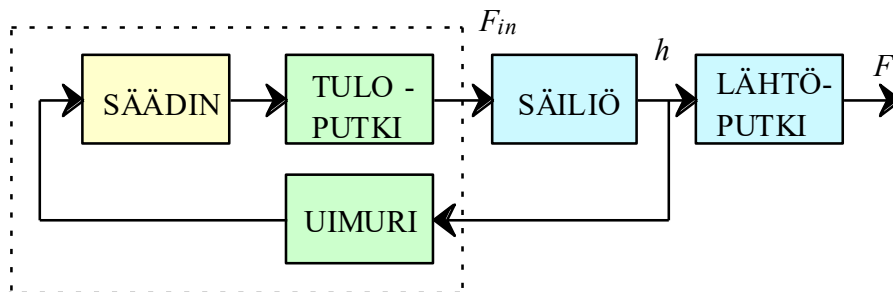 F_in
h
F
SÄÄDIN
TULO -
PUTKI
SÄILIÖ
LÄHTÖ-
PUTKI
UIMURI